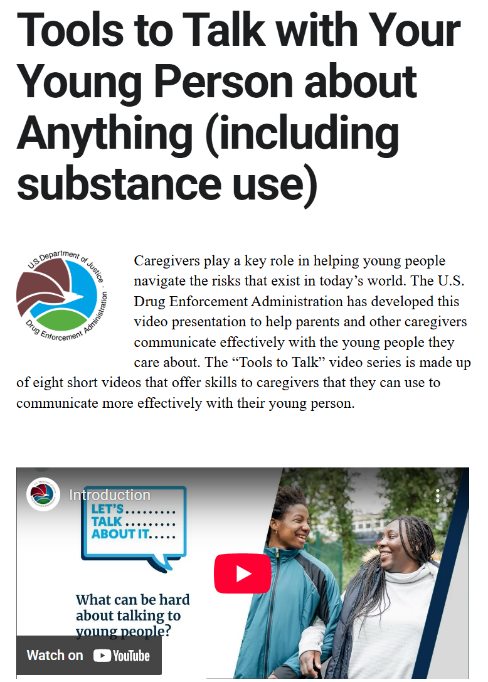 Tools to Talk with Your
Young Person about
Anything (including
substance use)
U.S. Department of Justice
Drug Enforcement Administration
Caregivers play a key role in helping young people
navigate the risks that exist in today’s world. The U.S.
Drug Enforcement Administration has developed this
video presentation to help parents and other caregivers
communicate effectively with the young people they
care about. The “Tools to Talk” video series is made up
of eight short videos that offer skills to caregivers that they can use to
communicate more effectively with their young person.
Introduction
LET'S..........
TALK..........
ABOUT IT.....
What can be hard
about talking to
young people?
Watch on YouTube